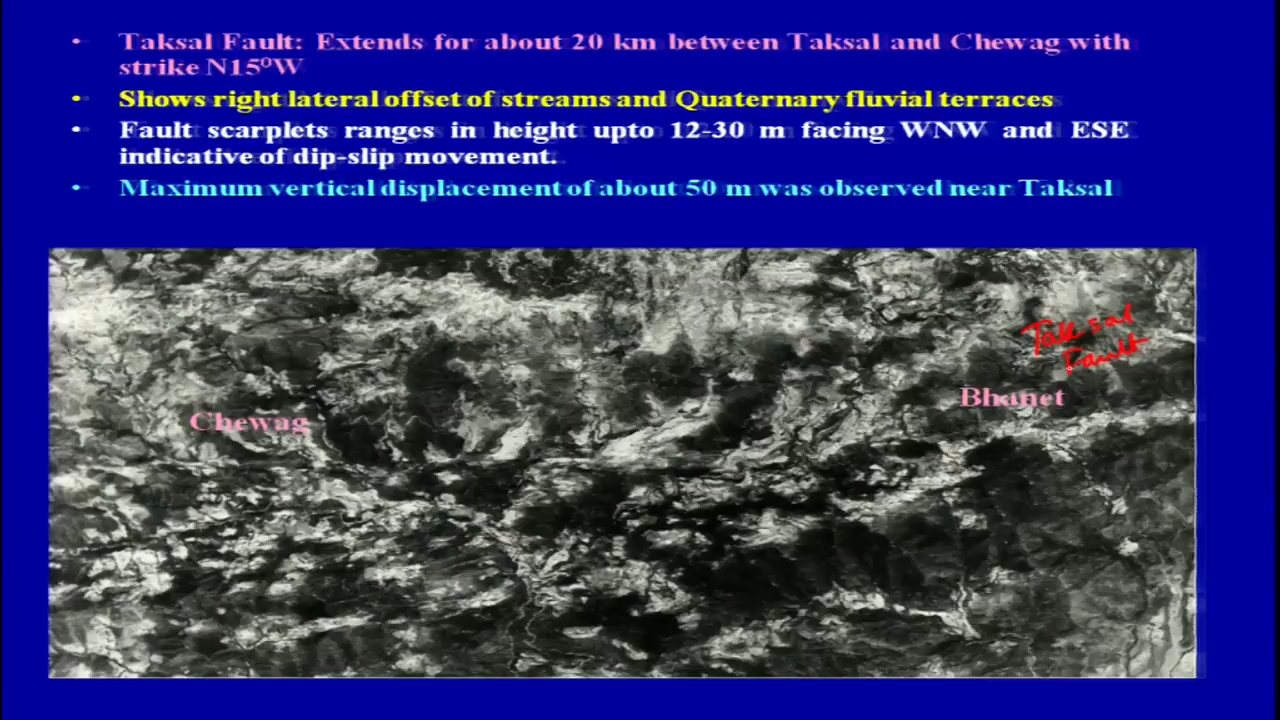 • Taksal Fault: Extends for about 20 km between Taksal and Chewag with
strike N15⁰W
• Shows right lateral offset of streams and Quaternary fluvial terraces
• Fault scarplets ranges in height upto 12-30 m facing WNW and ESE
indicative of dip-slip movement.
• Maximum vertical displacement of about 50 m was observed near Taksal
Taksal
Fault
Bhanet
Chewag